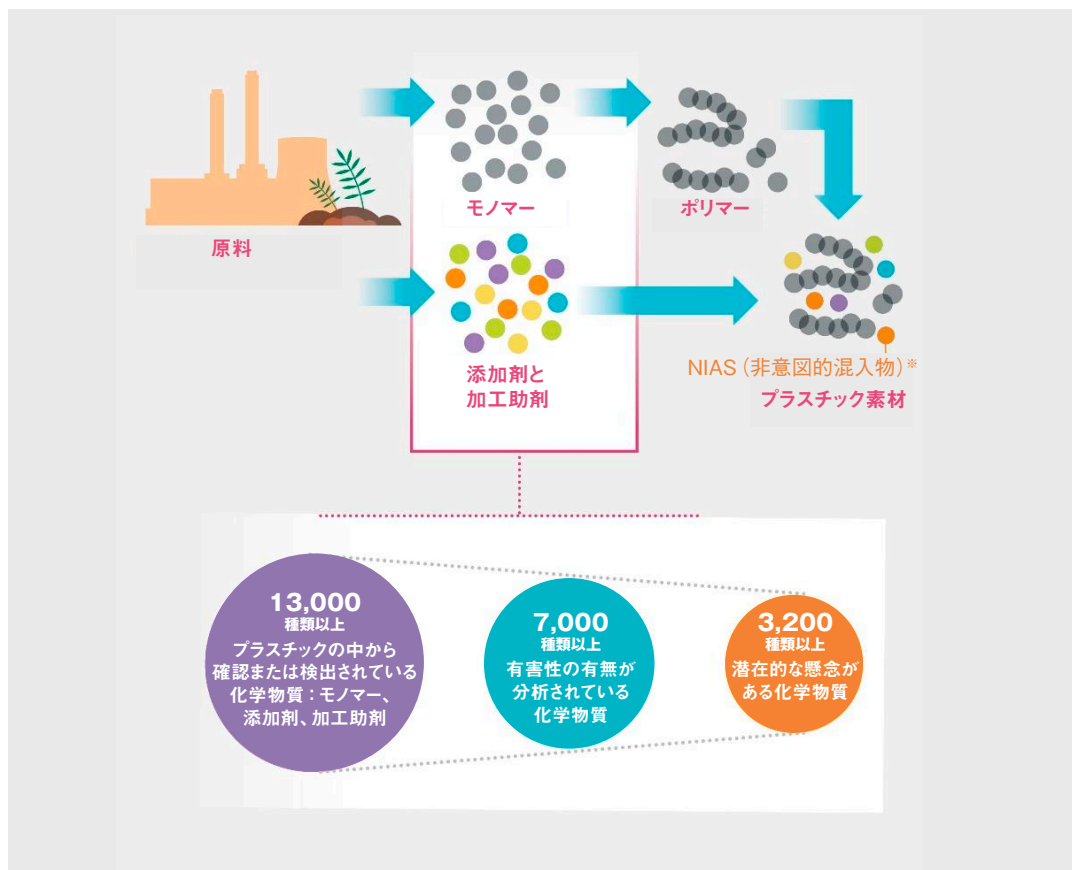 原料
モノマー
ポリマー
添加剤と
加工助剤
NIAS（非意図的混入物）※
プラスチック素材
13,000
種類以上
プラスチックの中から
確認または検出されている
化学物質：モノマー、
添加剤、加工助剤
7,000
種類以上
有害性の有無が
分析されている
化学物質
3,200
種類以上
潜在的な懸念が
ある化学物質